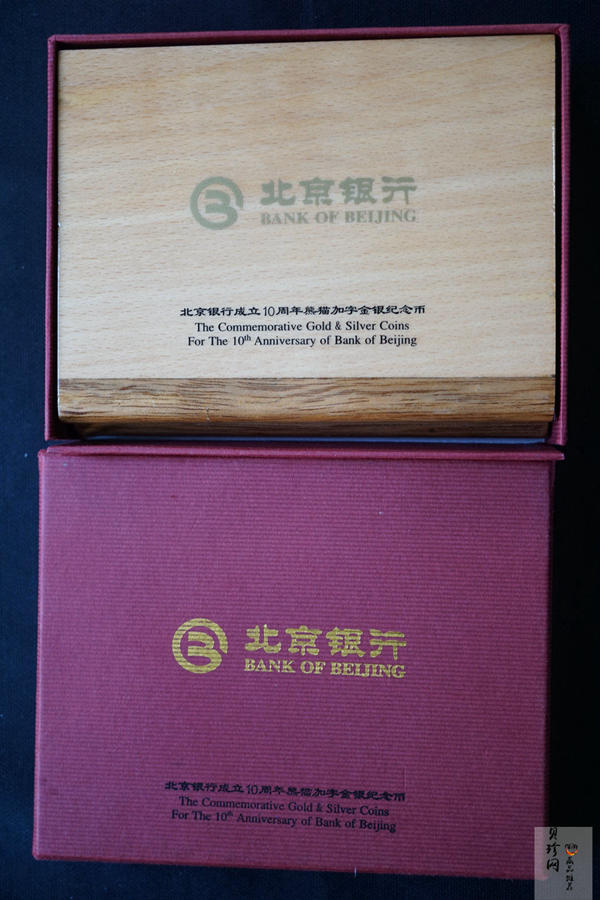 北京银行
BANK OF BEIJING
北京银行成立10周年熊猫加字金银纪念币
The Commemorative Gold & Silver Coins
For The 10th Anniversary of Bank of Beijing
北京银行
BANK OF BEIJING
北京银行成立10周年熊猫加字金银纪念币
The Commemorative Gold & Silver Coins
For The 10th Anniversary of Bank of Beijing
贝珍网
藏品推荐